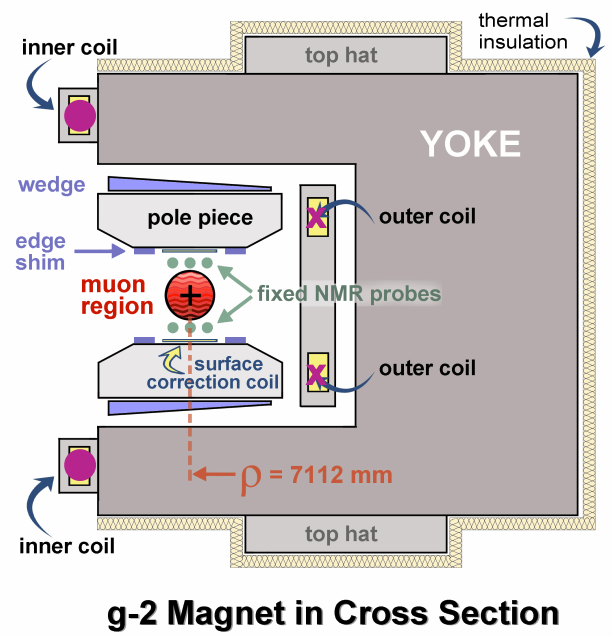 thermal
insulation
inner coil
top hat
YOKE
wedge
pole piece
X
outer coil
edge
shim
muon
region
+
fixed NMR probes
surface
correction coil
X
outer coil
ρ = 7112 mm
inner coil
top hat
g-2 Magnet in Cross Section